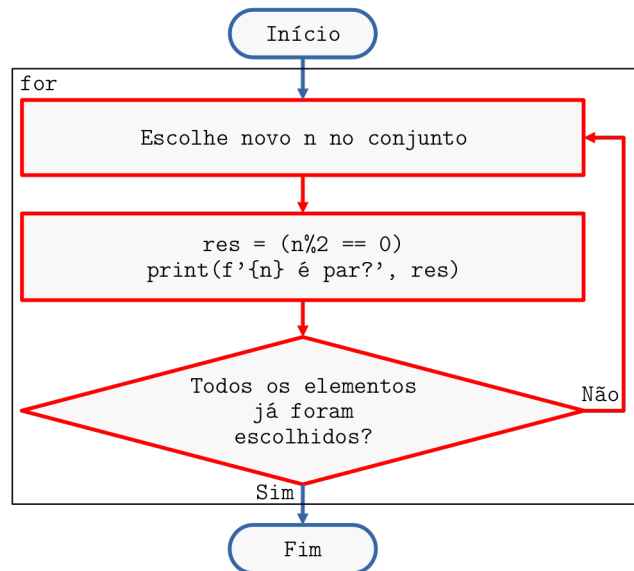 Início
for
Escolhe novo n no conjunto
res = (n%2 == 0)
print(f'{n} é par?', res)
Todos os elementos
já foram
escolhidos?
Não
Sim
Fim